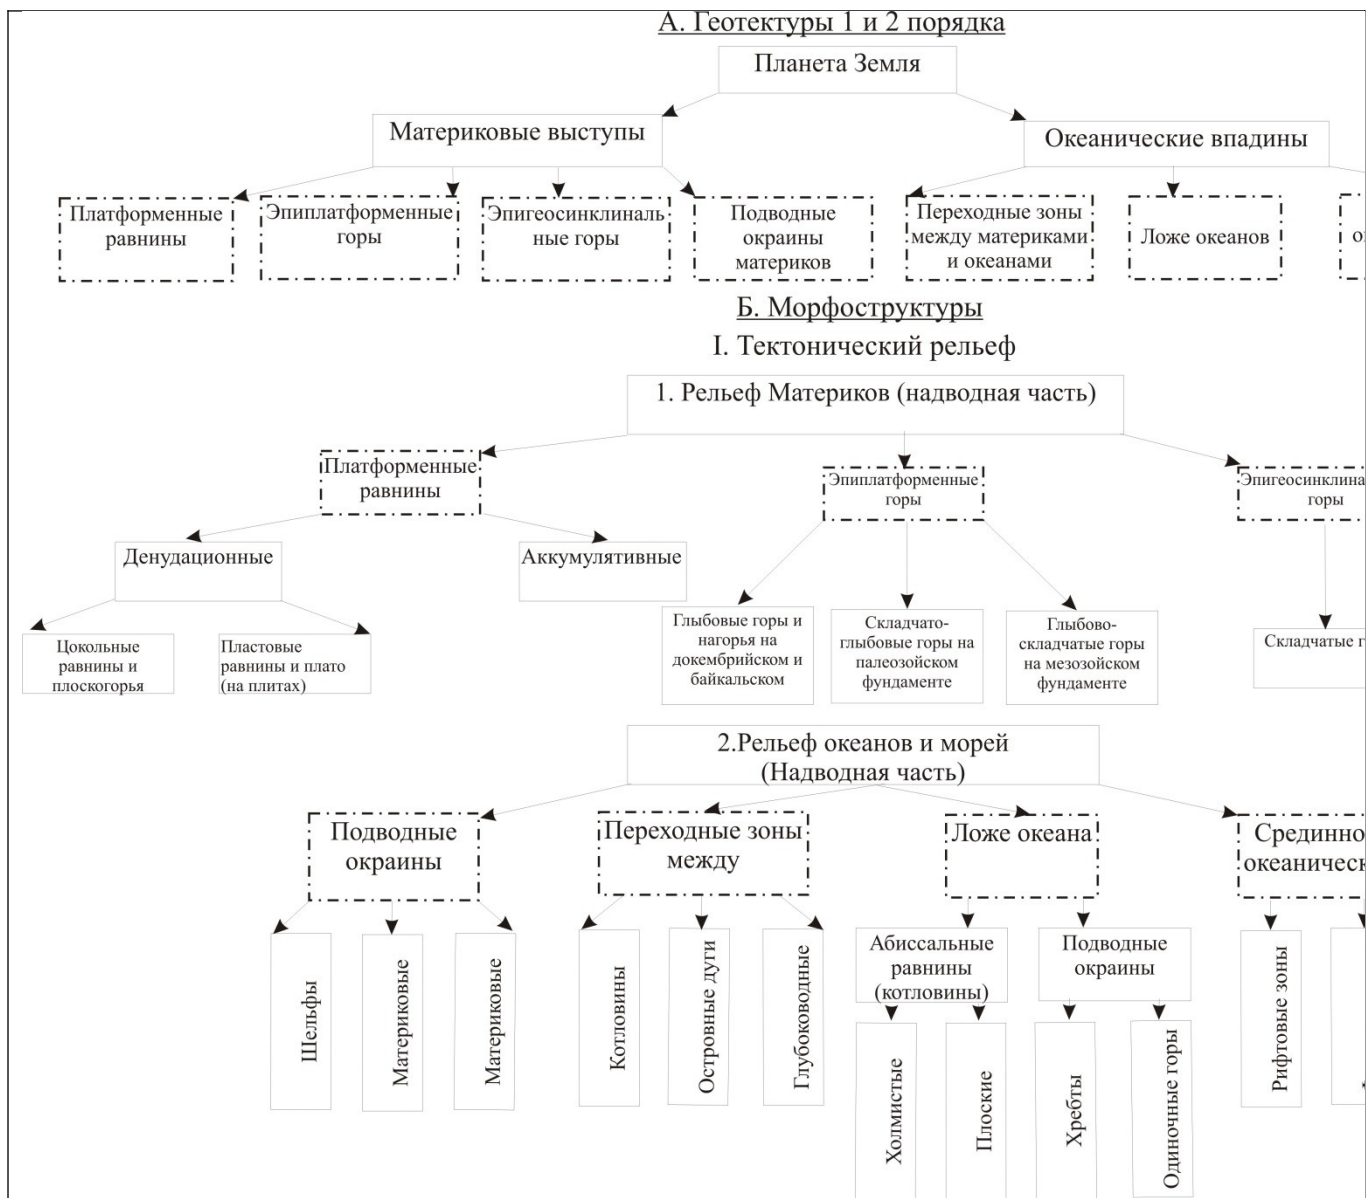 А. Геотектуры 1 и 2 порядка
Планета Земля
Материковые выступы
Океанические впадины
Платформенные
равнины
Эпиплатформенные
горы
Эпигеосинклиналь
ные горы
Подводные
окраины
материков
Переходные зоны
между материками
и океанами
Ложе океанов
Б. Морфоструктуры
I. Тектонический рельеф
1. Рельеф Материков (надводная часть)
Платформенные
равнины
Эпиплатформенные
горы
Эпигеосинклина
горы
Денудационные
Аккумулятивные
Цокольные
равнины и
плоскогорья
Пластовые
равнины и плато
(на плитах)
Глыбовые горы и
нагорья на
докембрийском и
байкальском
Складчато-
глыбовые горы на
палеозойском
фундаменте
Глыбово-
складчатые горы
на мезозойском
фундаменте
Складчатые г
2.Рельеф океанов и морей
(Надводная часть)
Подводные
окраины
Переходные зоны
между
Ложе океана
Срединно
океаническ
Шельфы
Материковые
Материковые
Котловины
Островные дуги
Глубоководные
Абиссальные
равнины
(котловины)
Подводные
окраины
Холмистые
Плоские
Хребты
Одиночные горы
Рифтовые зоны